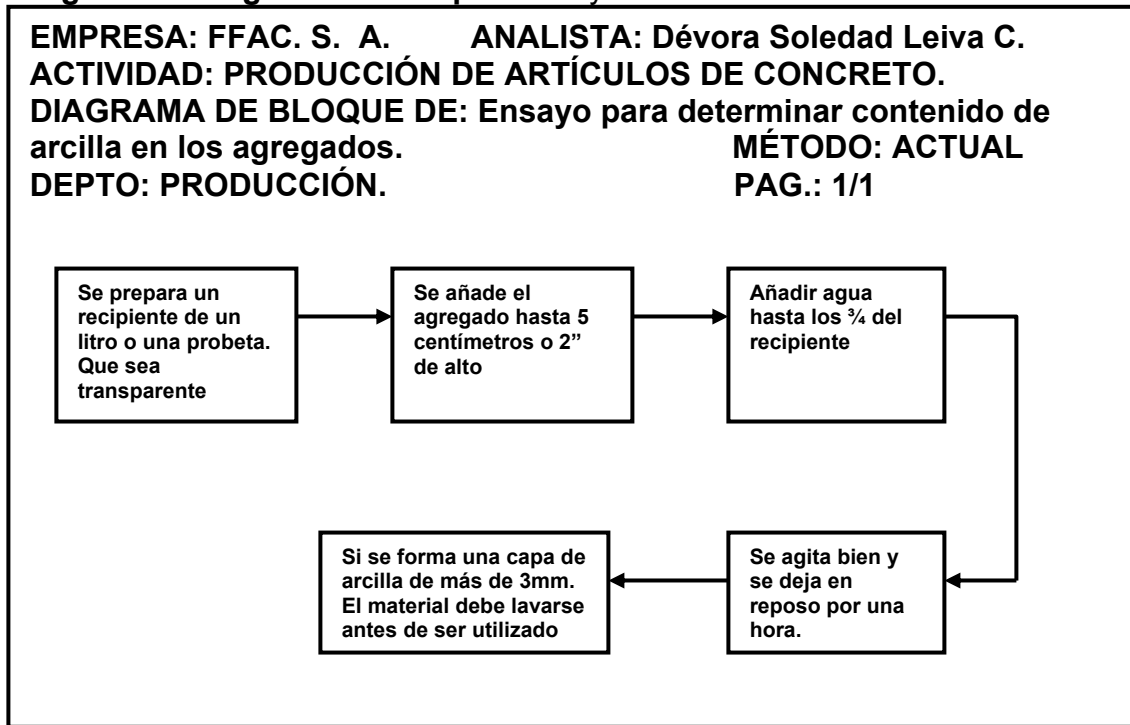 EMPRESA: FFAC. S. A. ANALISTA: Dévora Soledad Leiva C.
ACTIVIDAD: PRODUCCIÓN DE ARTÍCULOS DE CONCRETO.
DIAGRAMA DE BLOQUE DE: Ensayo para determinar contenido de
arcilla en los agregados. MÉTODO: ACTUAL
DEPTO: PRODUCCIÓN. PAG.: 1/1
Se prepara un
recipiente de un
litro o una probeta.
Que sea
transparente
Se añade el
agregado hasta 5
centímetros o 2”
de alto
Añadir agua
hasta los ¾ del
recipiente
Se agita bien y
se deja en
reposo por una
hora.
Si se forma una capa de
arcilla de más de 3mm.
El material debe lavarse
antes de ser utilizado